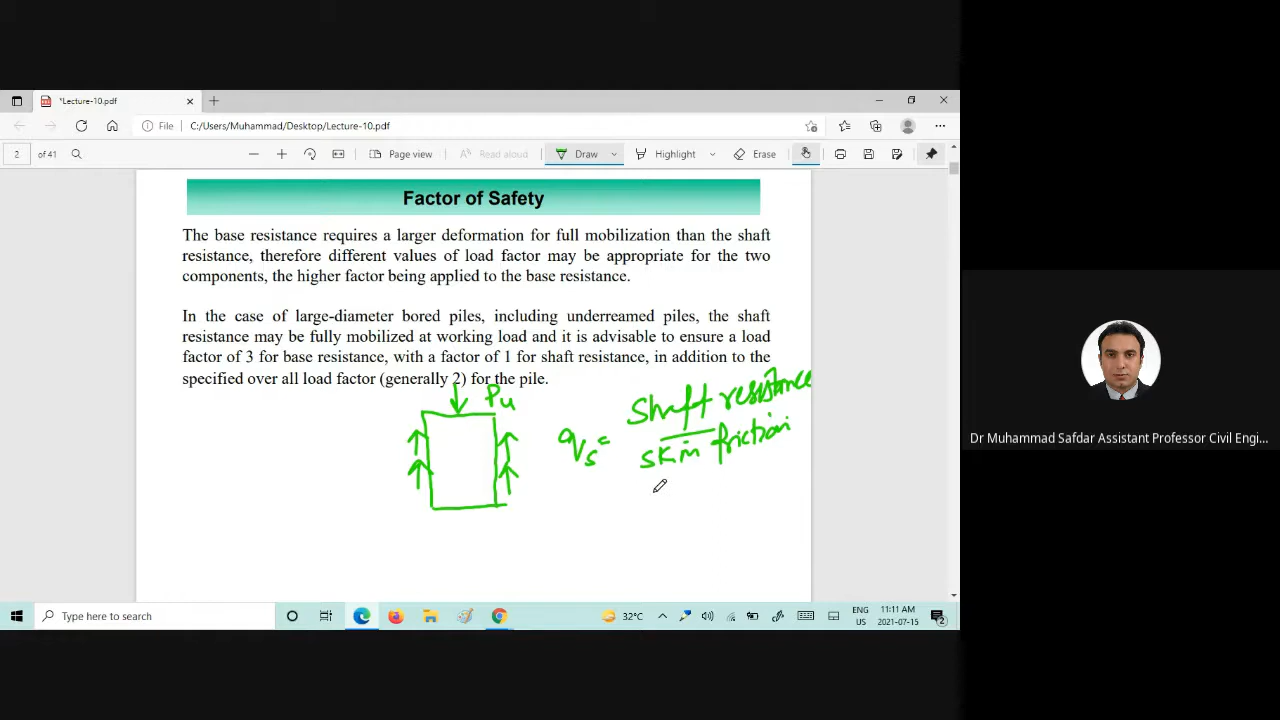 *Lecture-10.pdf
File C:/Users/Muhammad/Desktop/Lecture-10.pdf
2 of 41 Page view Read aloud Draw Highlight Erase
Factor of Safety
The base resistance requires a larger deformation for full mobilization than the shaft
resistance, therefore different values of load factor may be appropriate for the two
components, the higher factor being applied to the base resistance.
In the case of large-diameter bored piles, including underreamed piles, the shaft
resistance may be fully mobilized at working load and it is advisable to ensure a load
factor of 3 for base resistance, with a factor of 1 for shaft resistance, in addition to the
specified over all load factor (generally 2) for the pile.
Pu
qs = Shaft resistance
skin friction
Dr Muhammad Safdar Assistant Professor Civil Engi...
Type here to search
32°C
ENG
US
11:11 AM
2021-07-15
2